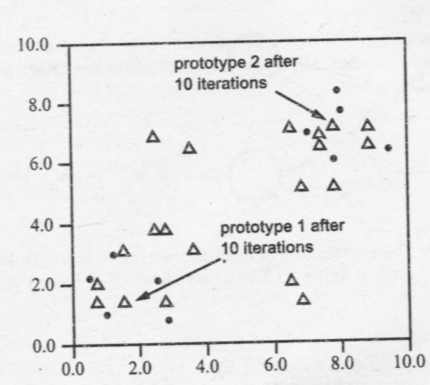 10.0
prototype 2 after
10 iterations
8.0
6.0
4.0
prototype 1 after
10 iterations
2.0
0.0
0.0 2.0 4.0 6.0 8.0 10.0